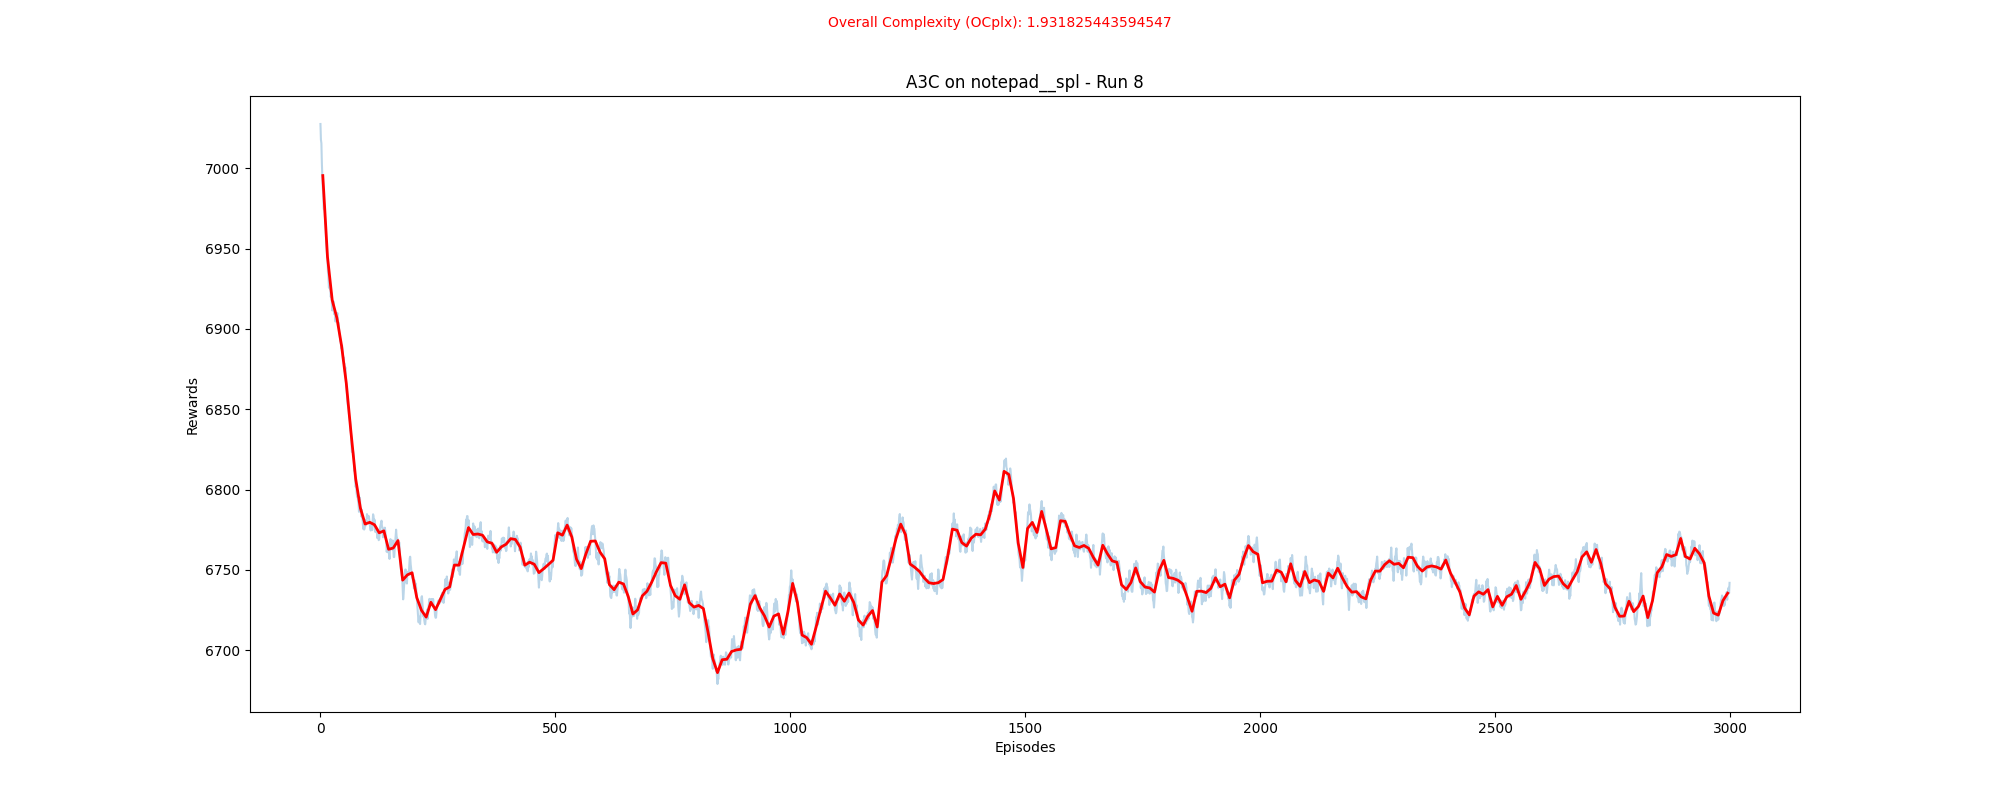 Overall Complexity (OCplx): 1.931825443594547
A3C on notepad__spl - Run 8
7000
6950
6900
6850
6800
6750
6700
Rewards
0 500 1000 1500 2000 2500 3000
Episodes